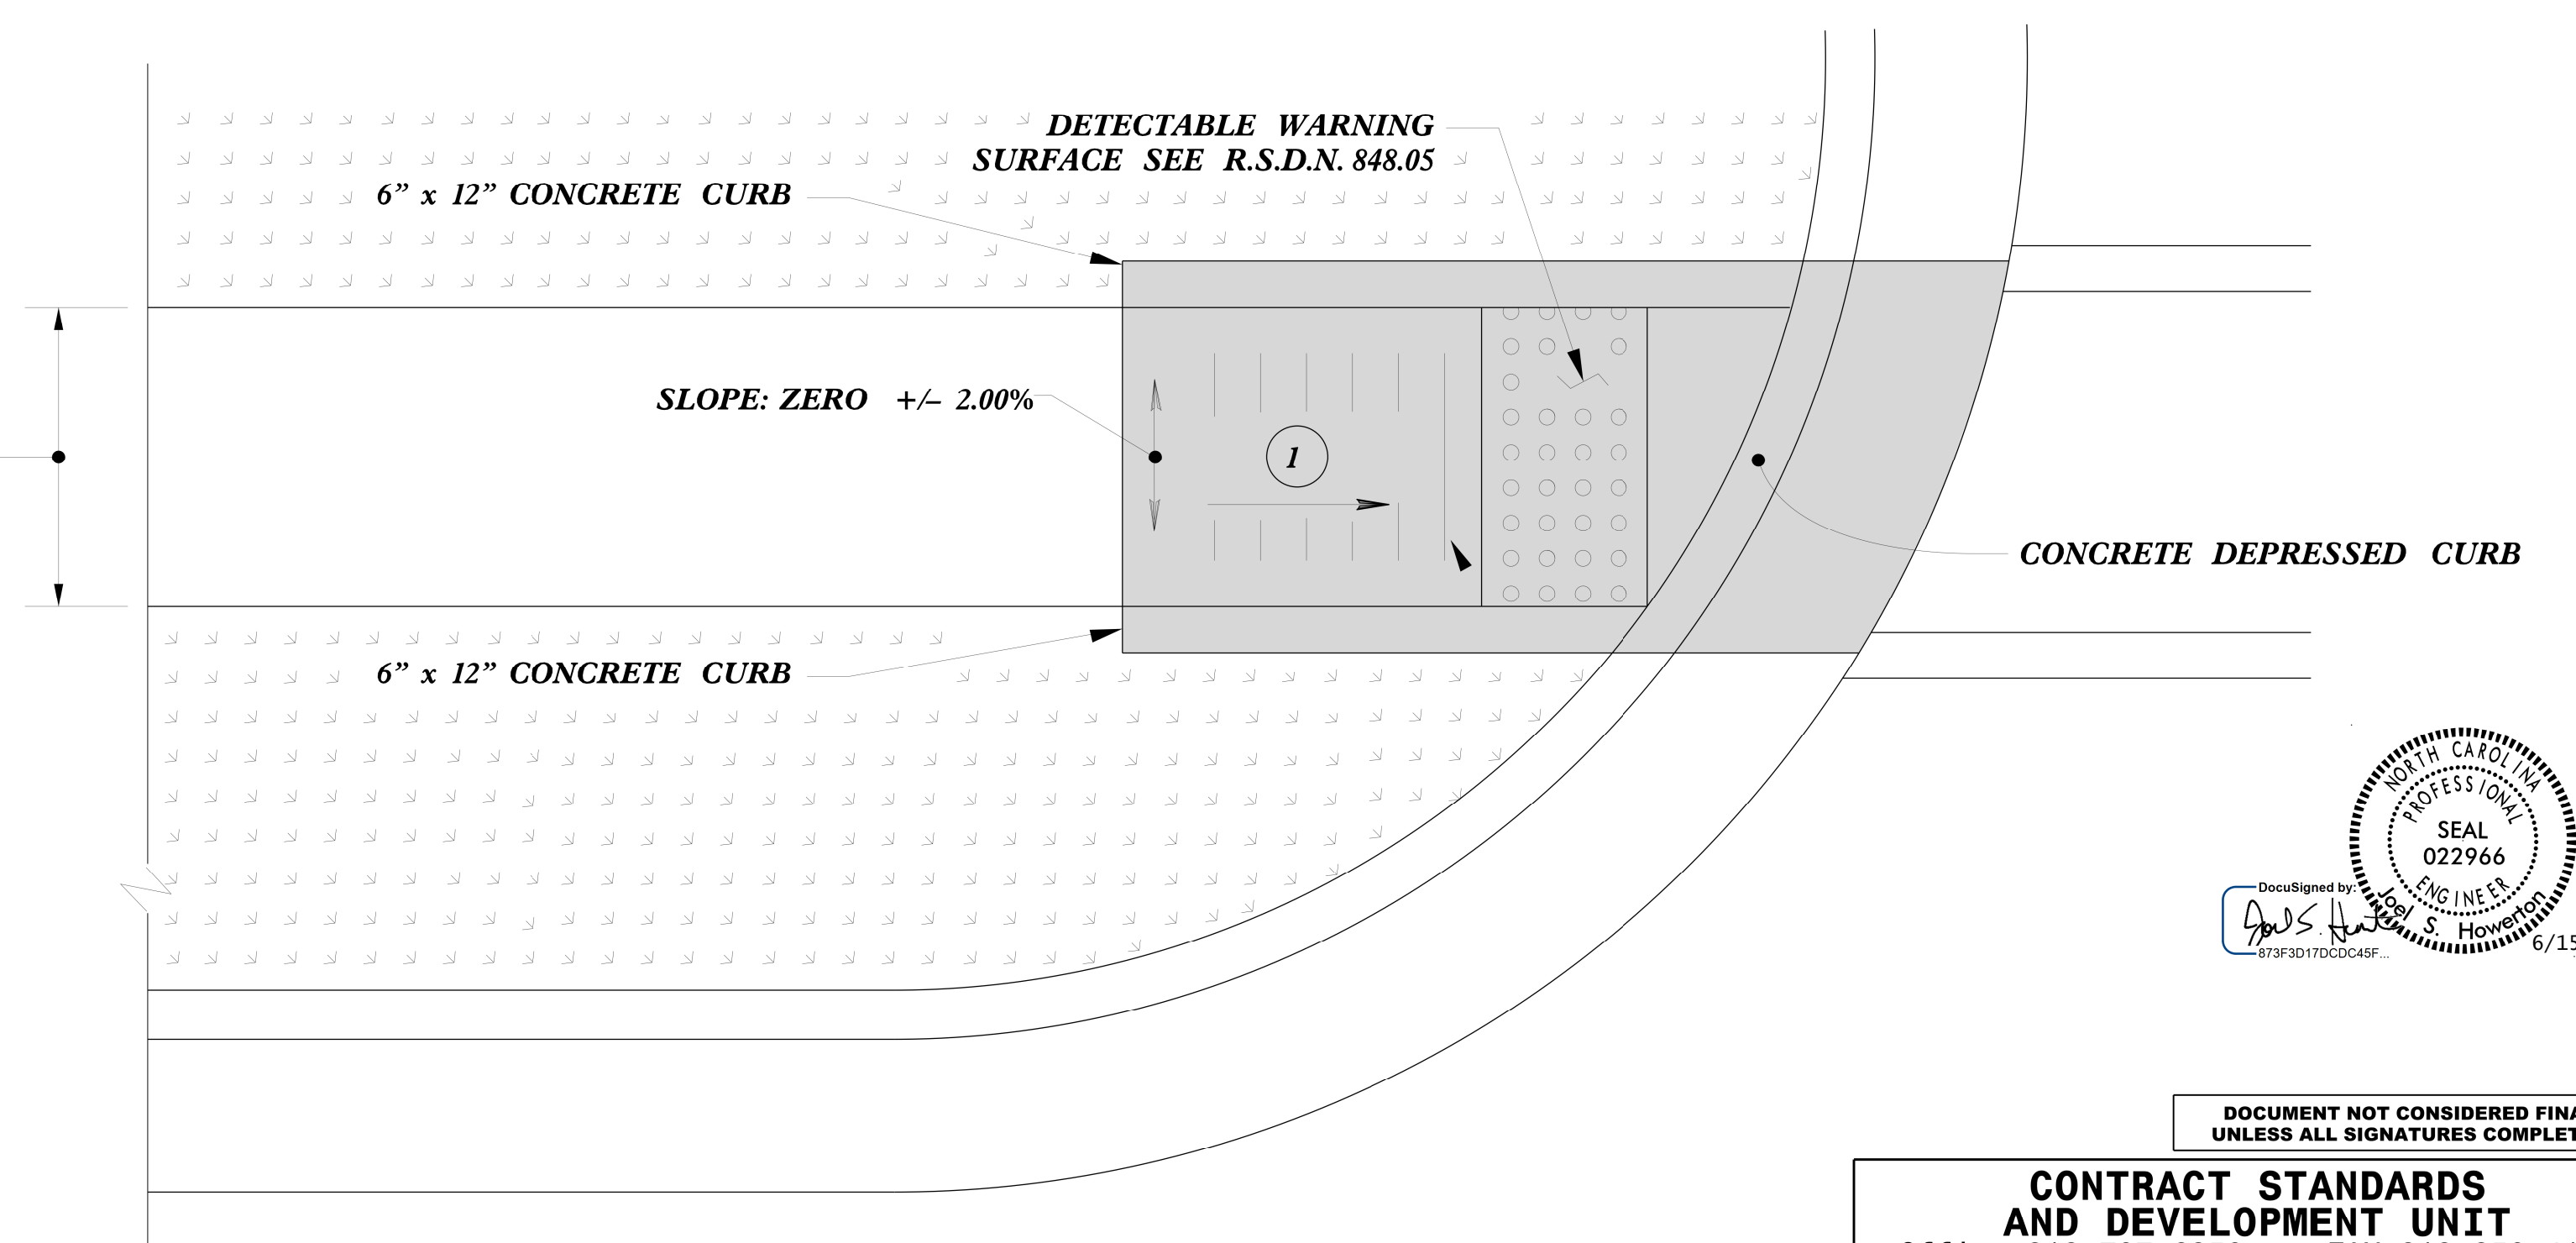 DETECTABLE WARNING
SURFACE SEE R.S.D.N. 848.05
6” x 12” CONCRETE CURB
SLOPE: ZERO +/– 2.00%
1
CONCRETE DEPRESSED CURB
6” x 12” CONCRETE CURB
NORTH CAROLINA
PROFESSIONAL
SEAL
022966
ENGINEER
Joel S. Howerton
DocuSigned by:
873F3D17DCDC45F...
6/15
DOCUMENT NOT CONSIDERED FINA
UNLESS ALL SIGNATURES COMPLET
CONTRACT STANDARDS
AND DEVELOPMENT UNIT